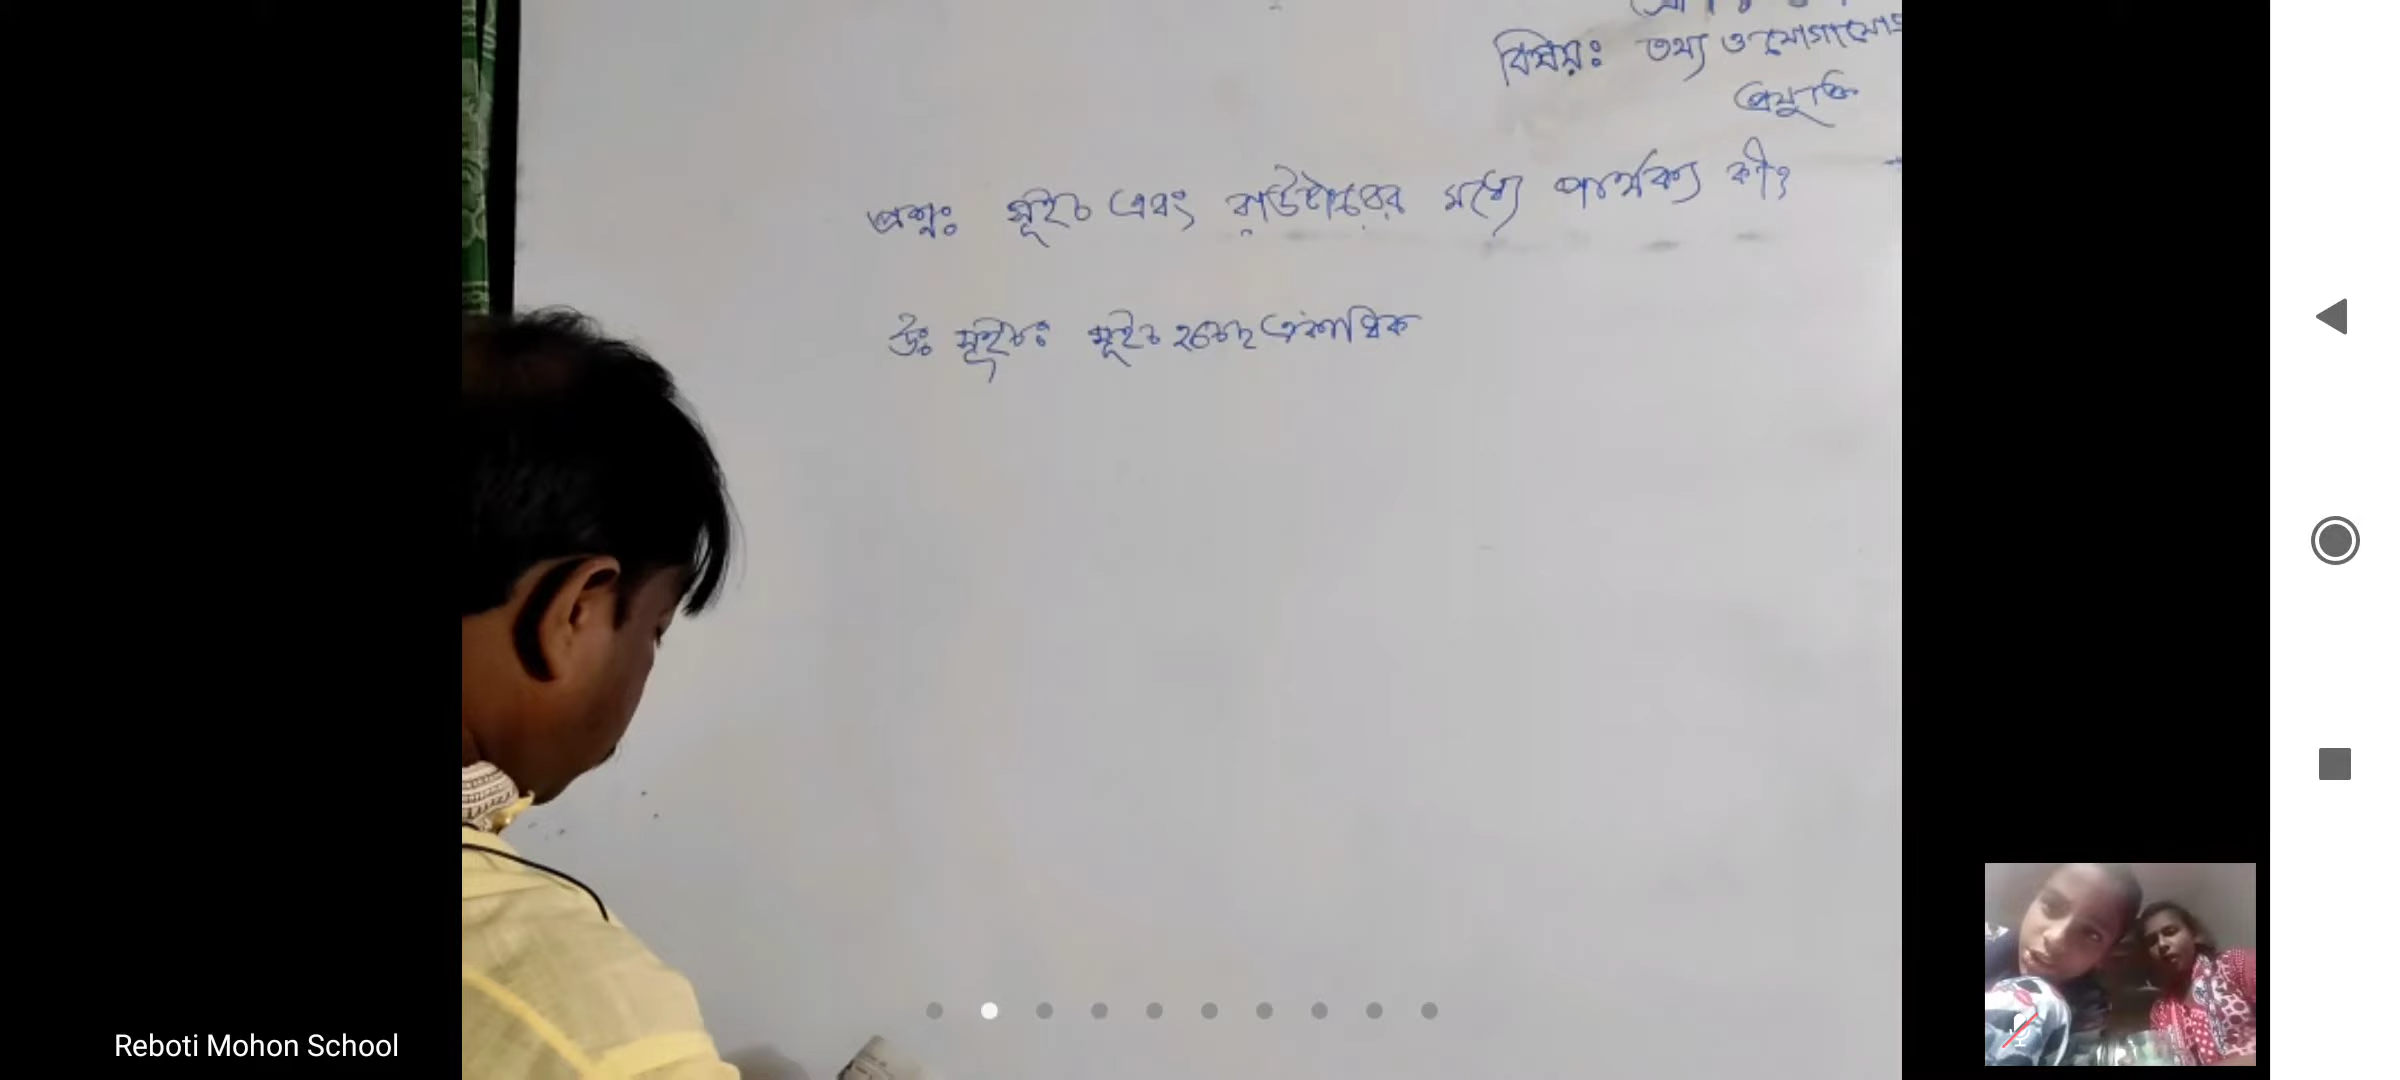 বিষয়ঃ তথ্য ও যোগাযোগ
প্রযুক্তি
প্রশ্নঃ সুইচ এবং রাউটারের মধ্যে পার্থক্য কী?
উঃ সুইচঃ সুইচ হচ্ছে একাধিক
Reboti Mohon School